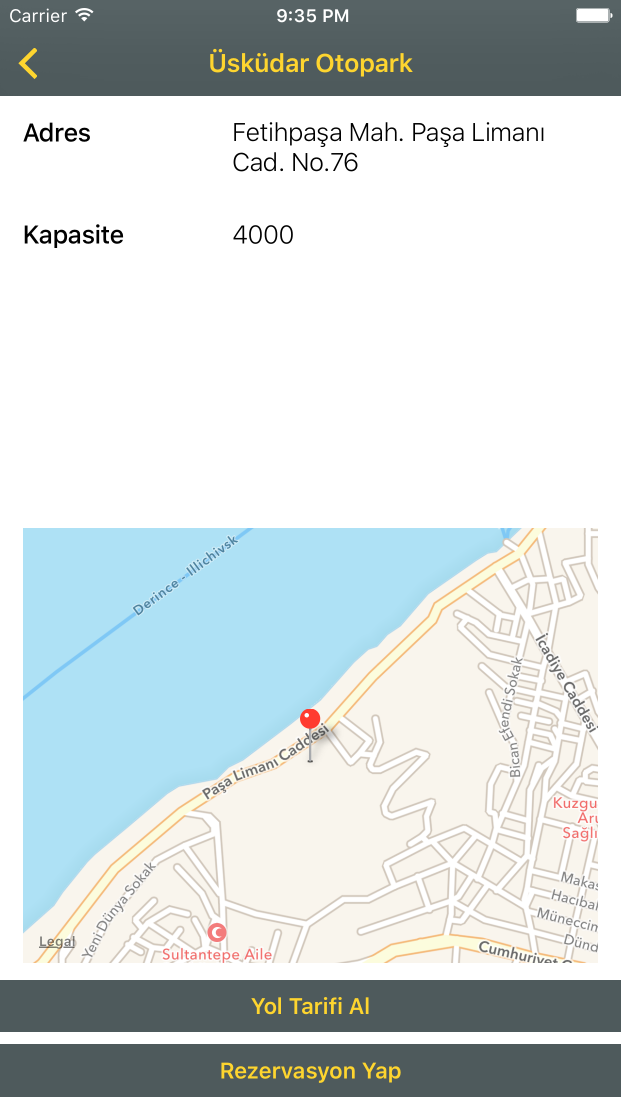 Carrier 9:35 PM
Üsküdar Otopark
Adres Fetihpaşa Mah. Paşa Limanı
Cad. No.76
Kapasite 4000
Derince - Illichivsk
İcadiye Caddesi
Bican Efendi Sokak
Paşa Limanı Caddesi
Kuzgu
Aru
Sağlı
Yeni Dünya Sokak
Makas
Hacıbal
Müneccim
Dünd
Legal
Sultantepe Aile
Cumhuriyet C
Yol Tarifi Al
Rezervasyon Yap